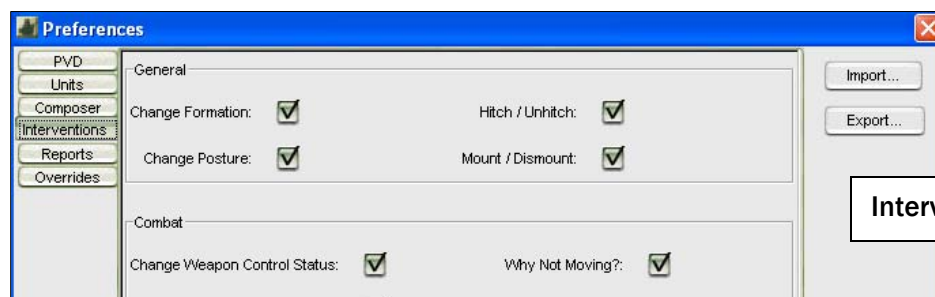 Preferences
PVD
Units
Composer
Interventions
Reports
Overrides
General
Change Formation: Hitch / Unhitch:
Change Posture: Mount / Dismount:
Combat
Change Weapon Control Status: Why Not Moving?:
Import...
Export...